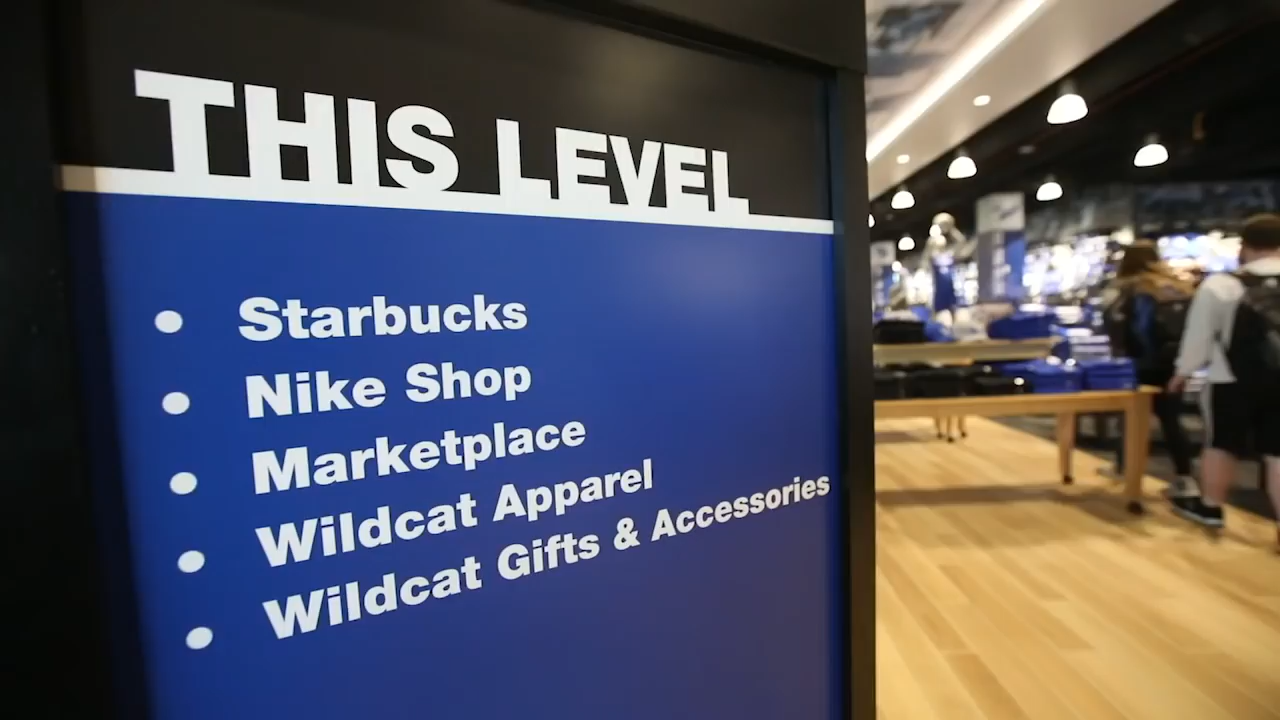 THIS LEVEL
• Starbucks
• Nike Shop
• Marketplace
• Wildcat Apparel
• Wildcat Gifts & Accessories